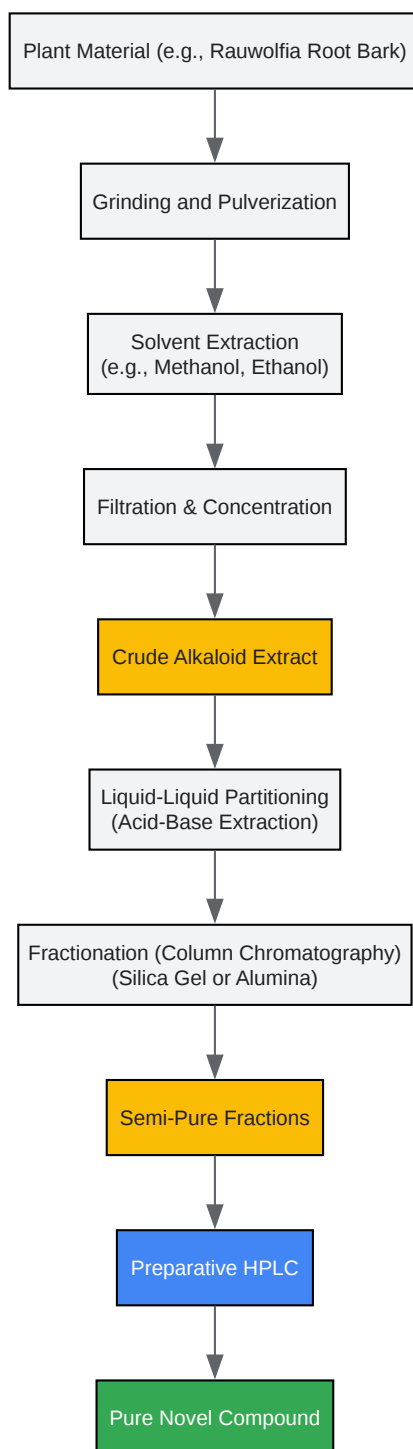 Plant Material (e.g., Rauwolfia Root Bark)
Grinding and Pulverization
Solvent Extraction
(e.g., Methanol, Ethanol)
Filtration & Concentration
Crude Alkaloid Extract
Liquid-Liquid Partitioning
(Acid-Base Extraction)
Fractionation (Column Chromatography)
(Silica Gel or Alumina)
Semi-Pure Fractions
Preparative HPLC
Pure Novel Compound